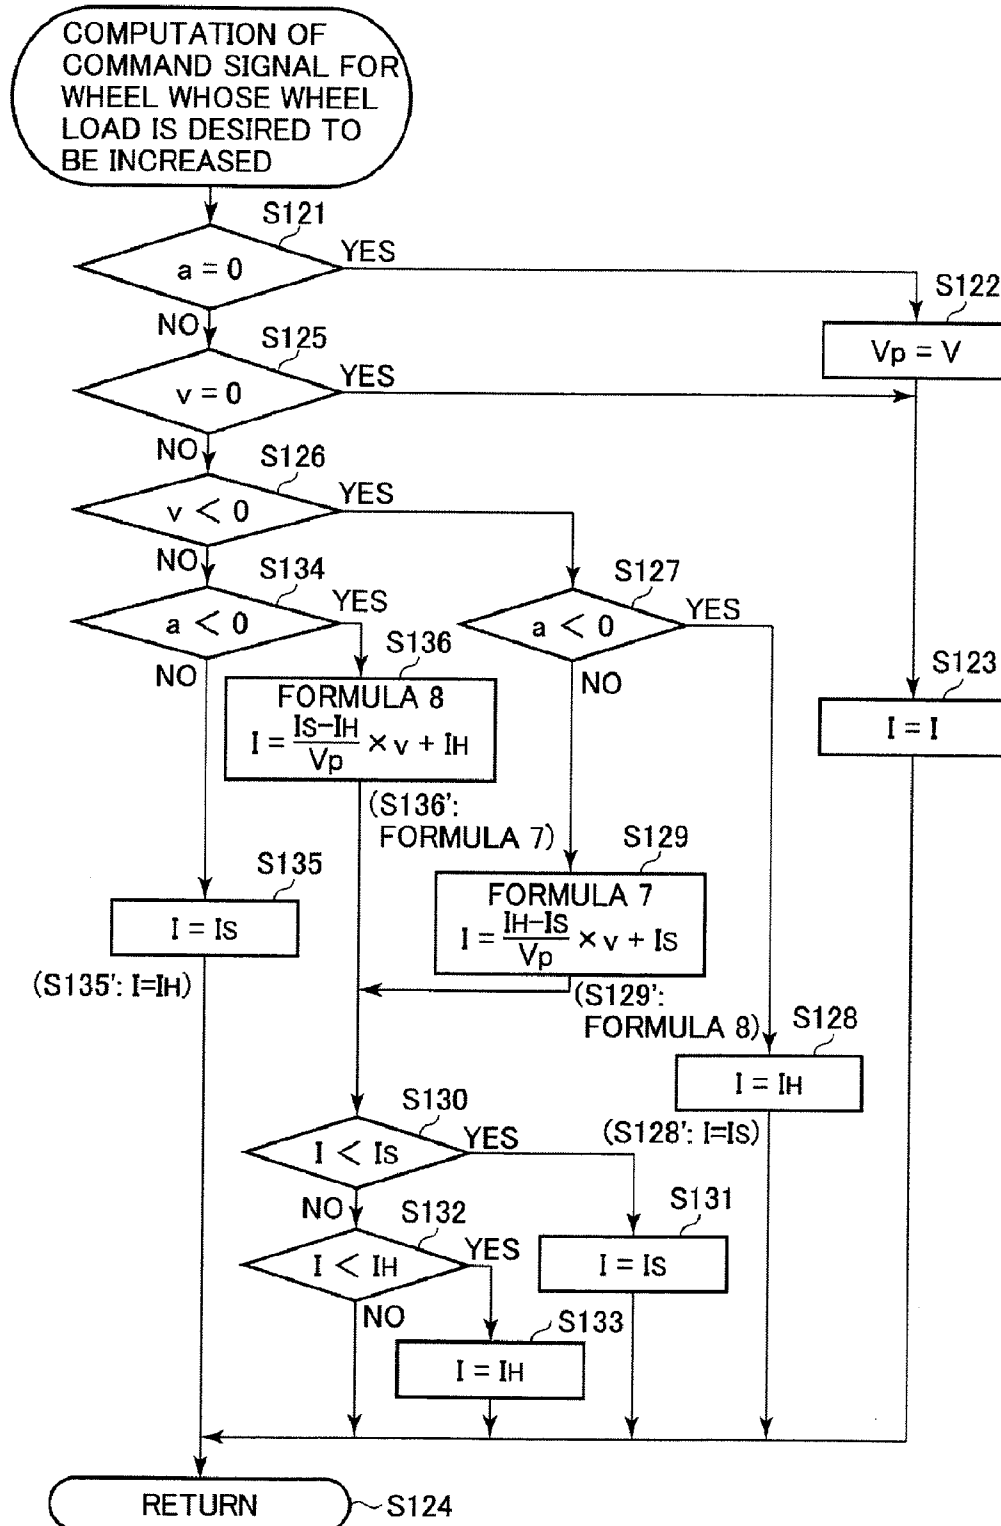 COMPUTATION OF
COMMAND SIGNAL FOR
WHEEL WHOSE WHEEL
LOAD IS DESIRED TO
BE INCREASED
S121
a = 0
YES
NO
S122
Vp = V
S125
v = 0
YES
NO
S126
v < 0
YES
NO
S134
a < 0
YES
NO
S127
a < 0
YES
NO
S136
FORMULA 8
I = IS-IH / Vp × v + IH
(S136':
FORMULA 7)
S123
I = I
S129
FORMULA 7
I = IH-IS / Vp × v + IS
(S129':
FORMULA 8)
S135
I = IS
(S135': I=IH)
S128
I = IH
(S128': I=IS)
S130
I < IS
YES
NO
S131
I = IS
S132
I < IH
YES
NO
S133
I = IH
RETURN
S124